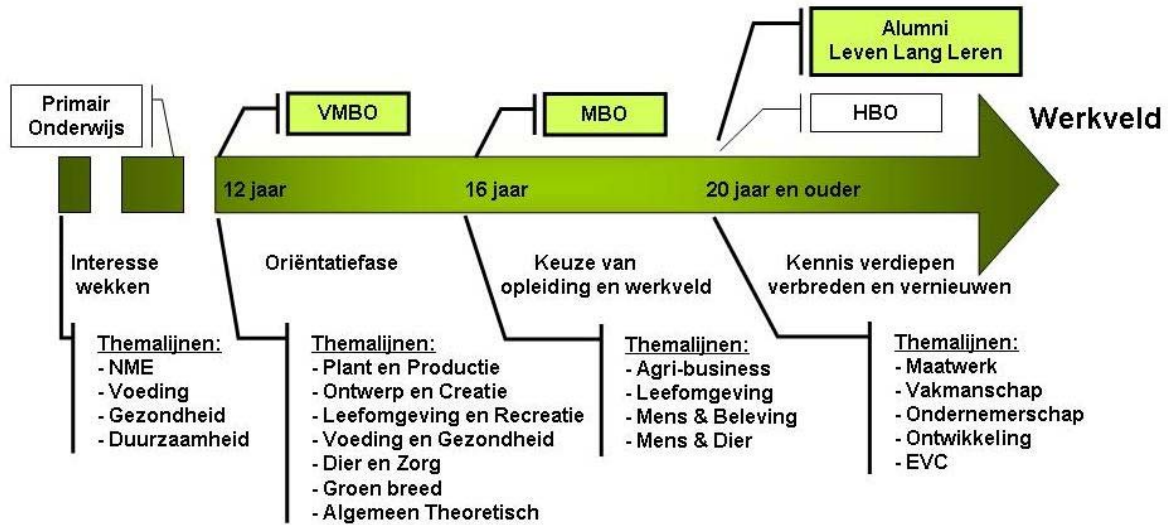 Primair
Onderwijs
VMBO
MBO
Alumni
Leven Lang Leren
HBO
Werkveld
12 jaar
16 jaar
20 jaar en ouder
Interesse
wekken
Oriëntatiefase
Keuze van
opleiding en werkveld
Kennis verdiepen
verbreden en vernieuwen
Themalijnen:
- NME
- Voeding
- Gezondheid
- Duurzaamheid
Themalijnen:
- Plant en Productie
- Ontwerp en Creatie
- Leefomgeving en Recreatie
- Voeding en Gezondheid
- Dier en Zorg
- Groen breed
- Algemeen Theoretisch
Themalijnen:
- Agri-business
- Leefomgeving
- Mens & Beleving
- Mens & Dier
Themalijnen:
- Maatwerk
- Vakmanschap
- Ondernemerschap
- Ontwikkeling
- EVC